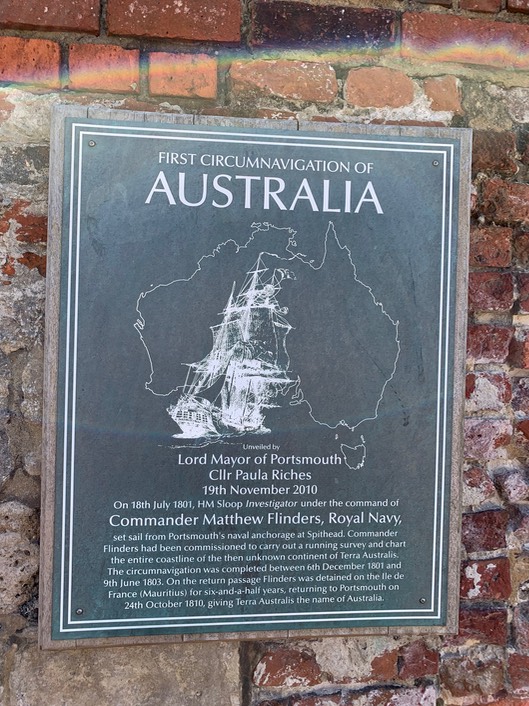 FIRST CIRCUMNAVIGATION OF
AUSTRALIA
Unveiled by
Lord Mayor of Portsmouth
Cllr Paula Riches
19th November 2010
On 18th July 1801, HM Sloop Investigator under the command of
Commander Matthew Flinders, Royal Navy,
set sail from Portsmouth's naval anchorage at Spithead. Commander
Flinders had been commissioned to carry out a running survey and chart
the entire coastline of the then unknown continent of Terra Australis.
The circumnavigation was completed between 6th December 1801 and
9th June 1803. On the return passage Flinders was detained on the Ile de
France (Mauritius) for six-and-a-half years, returning to Portsmouth on
24th October 1810, giving Terra Australis the name of Australia.